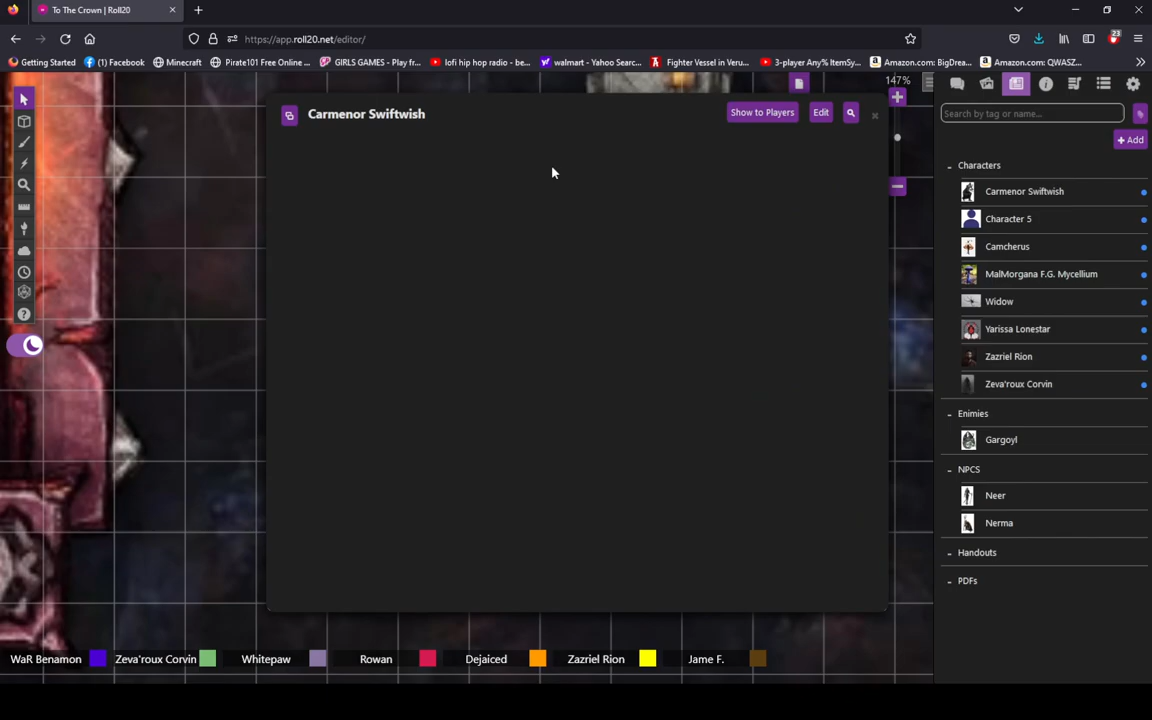 To The Crown | Roll20
https://app.roll20.net/editor/
23
Getting Started
(1) Facebook
Minecraft
Pirate101 Free Online ...
GIRLS GAMES - Play fr...
lofi hip hop radio - be...
walmart - Yahoo Searc...
Fighter Vessel in Veru...
3-player Any% ItemSy...
Amazon.com: BigDrea...
Amazon.com: QWASZ...
147%
Carmenor Swiftwish
Show to Players
Edit
Search by tag or name...
+ Add
Characters
Carmenor Swiftwish
Character 5
Camcherus
MalMorgana F.G. Mycellium
Widow
Yarissa Lonestar
Zazriel Rion
Zeva'roux Corvin
Enimies
Gargoyl
NPCS
Neer
Nerma
Handouts
PDFs
WaR Benamon
Zeva'roux Corvin
Whitepaw
Rowan
Dejaiced
Zazriel Rion
Jame F.